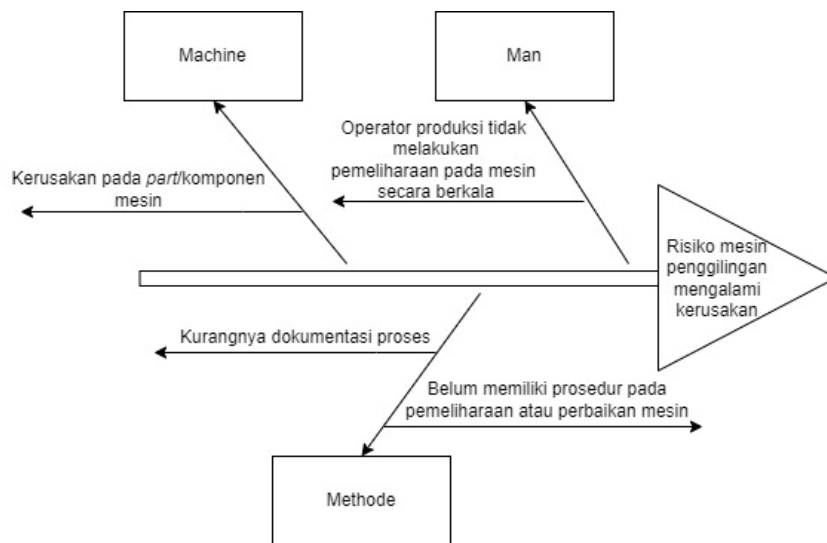 Machine
Man
Operator produksi tidak
melakukan
pemeliharaan pada mesin
secara berkala
Kerusakan pada part/komponen
mesin
Risiko mesin
penggilingan
mengalami
kerusakan
Kurangnya dokumentasi proses
Belum memiliki prosedur pada
pemeliharaan atau perbaikan mesin
Methode